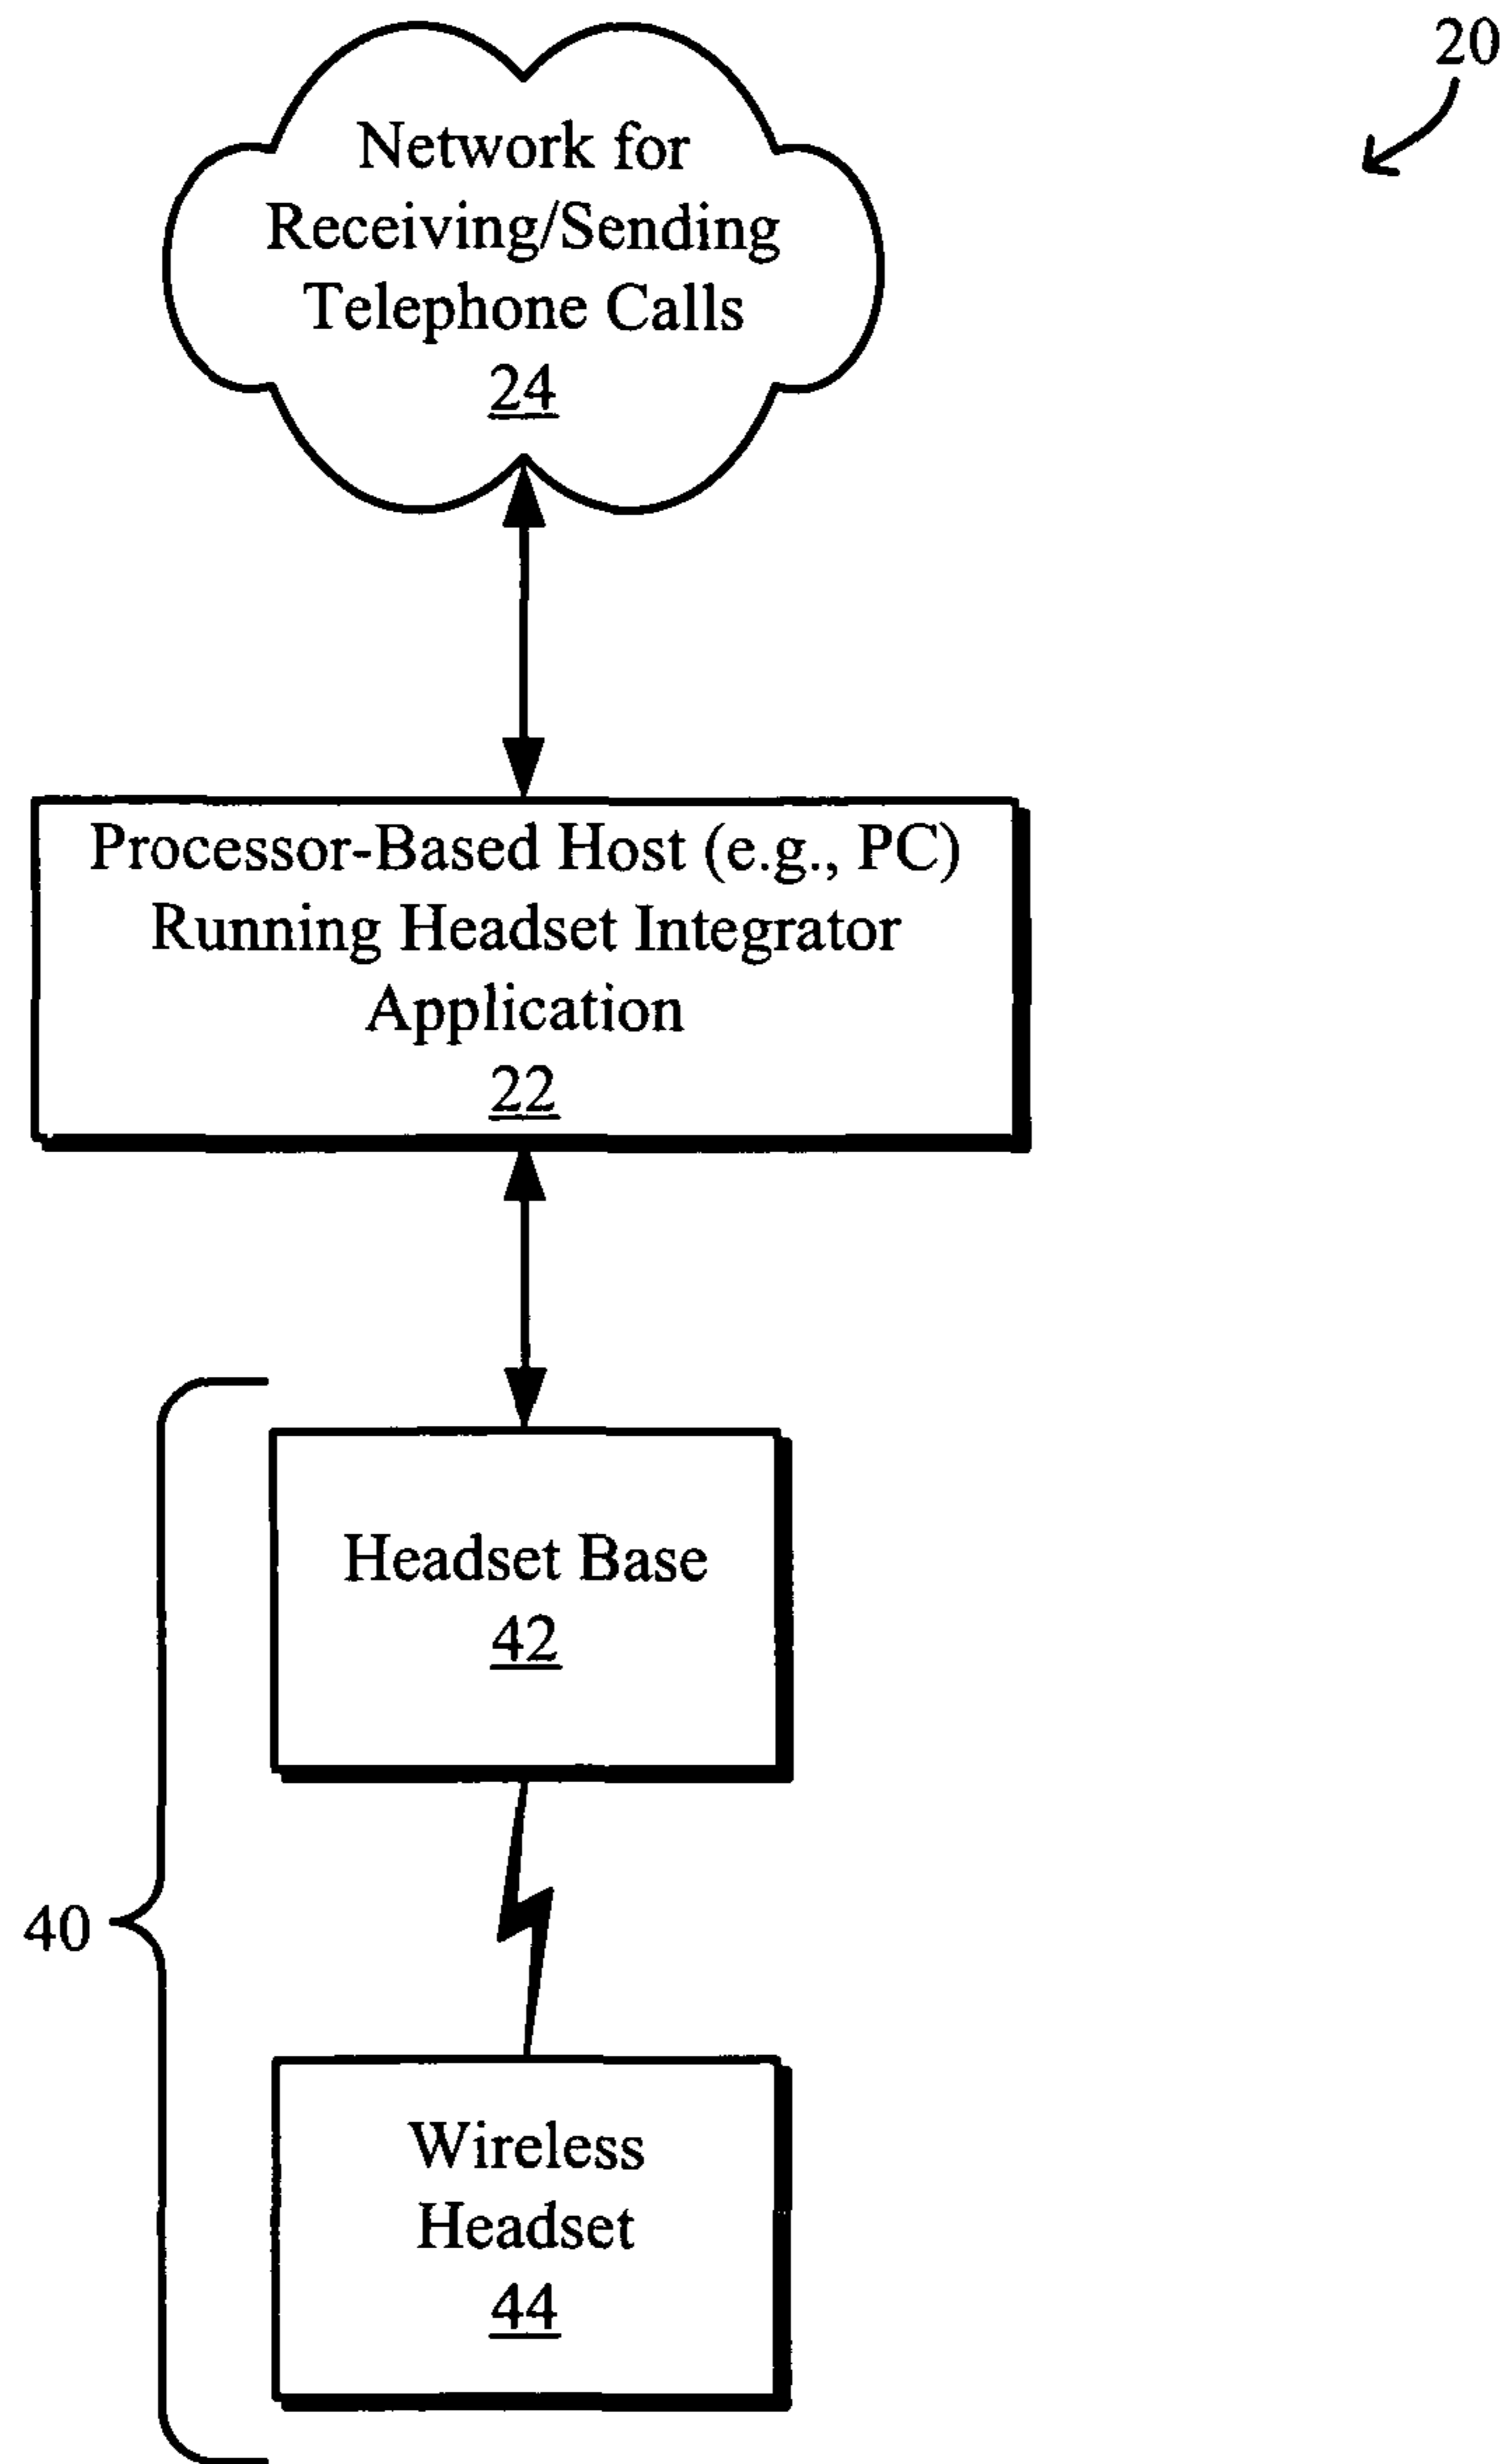 20
Network for
Receiving/Sending
Telephone Calls
24
Processor-Based Host (e.g., PC)
Running Headset Integrator
Application
22
Headset Base
42
40
Wireless
Headset
44